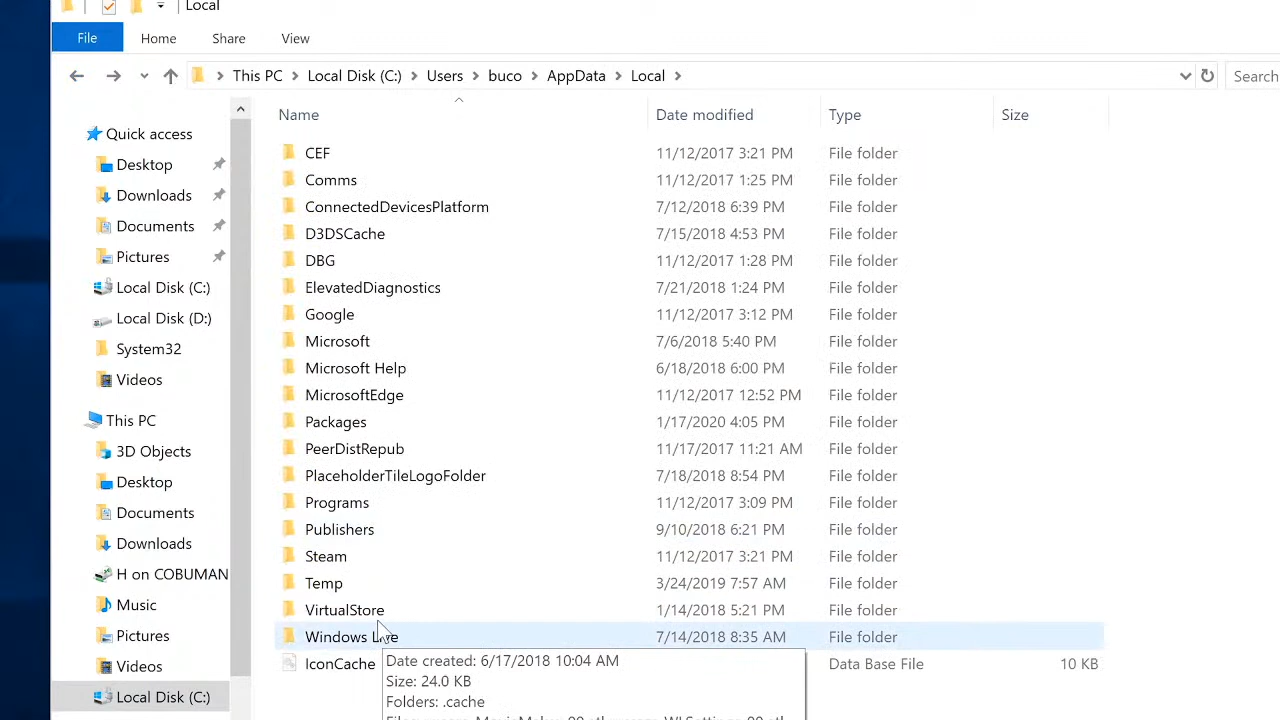 Local
File Home Share View
This PC Local Disk (C:) Users buco AppData Local Search
Name Date modified Type Size
Quick access
Desktop
Downloads
Documents
Pictures
Local Disk (C:)
Local Disk (D:)
System32
Videos
This PC
3D Objects
Desktop
Documents
Downloads
H on COBUMAN
Music
Pictures
Videos
Local Disk (C:)
CEF 11/12/2017 3:21 PM File folder
Comms 11/12/2017 1:25 PM File folder
ConnectedDevicesPlatform 7/12/2018 6:39 PM File folder
D3DSCache 7/15/2018 4:53 PM File folder
DBG 11/12/2017 1:28 PM File folder
ElevatedDiagnostics 7/21/2018 1:24 PM File folder
Google 11/12/2017 3:12 PM File folder
Microsoft 7/6/2018 5:40 PM File folder
Microsoft Help 6/18/2018 6:00 PM File folder
MicrosoftEdge 11/12/2017 12:52 PM File folder
Packages 1/17/2020 4:05 PM File folder
PeerDistRepub 11/17/2017 11:21 AM File folder
PlaceholderTileLogoFolder 7/18/2018 8:54 PM File folder
Programs 11/12/2017 3:09 PM File folder
Publishers 9/10/2018 6:21 PM File folder
Steam 11/12/2017 3:21 PM File folder
Temp 3/24/2019 7:57 AM File folder
VirtualStore 1/14/2018 5:21 PM File folder
Windows Live 7/14/2018 8:35 AM File folder
IconCache Data Base File 10 KB
Date created: 6/17/2018 10:04 AM
Size: 24.0 KB
Folders: .cache